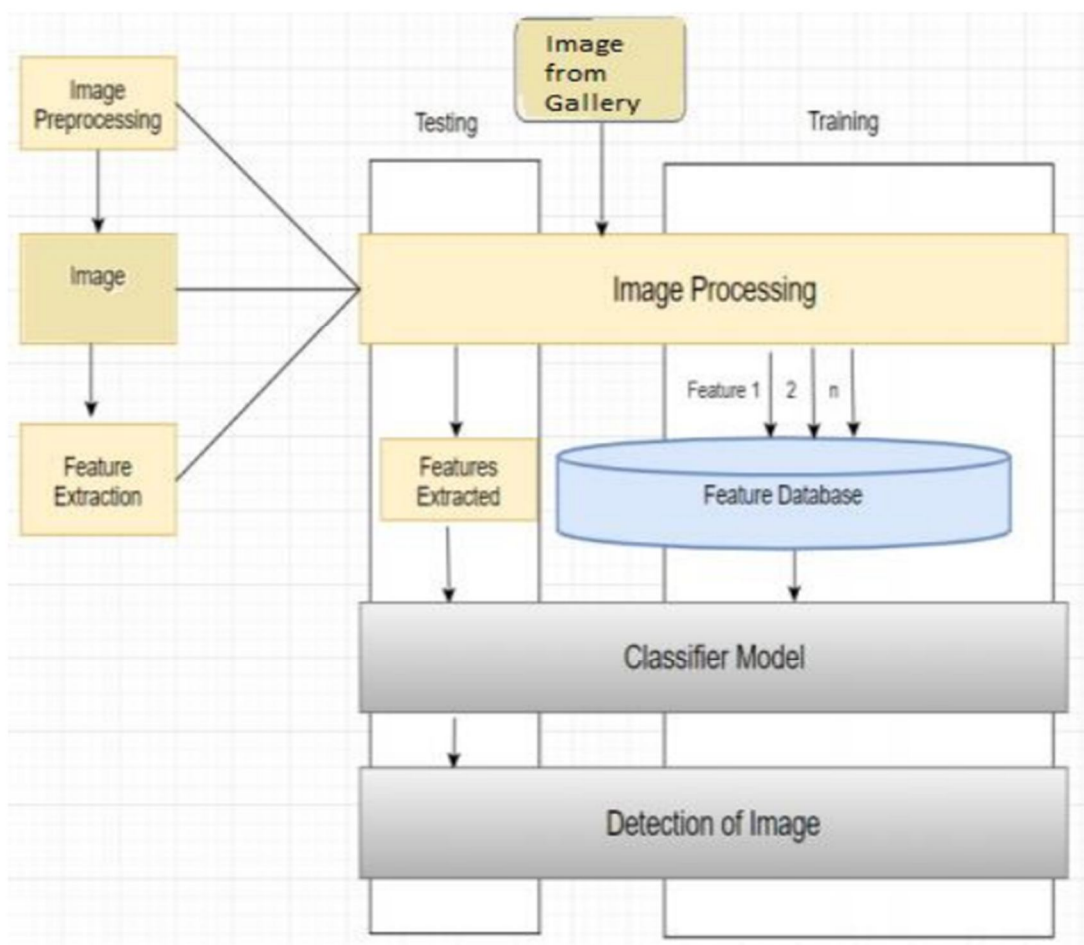 Image
from
Gallery
Image
Preprocessing
Testing
Training
Image
Image Processing
Feature 1
2
n
Feature
Extraction
Features
Extracted
Feature Database
Classifier Model
Detection of Image